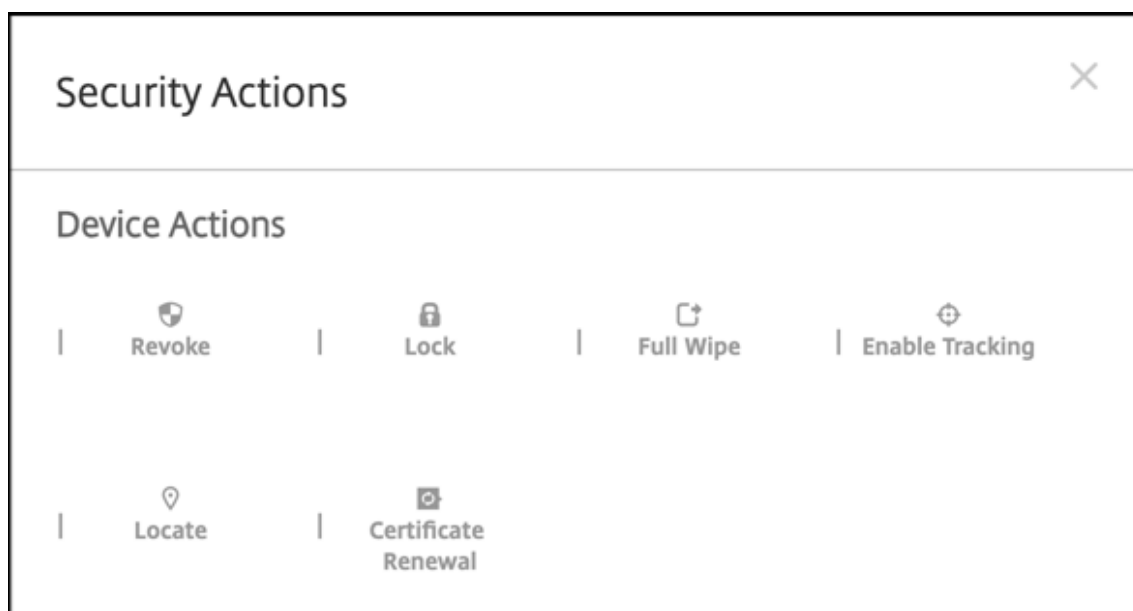 Security Actions
Device Actions
Revoke
Lock
Full Wipe
Enable Tracking
Locate
Certificate
Renewal